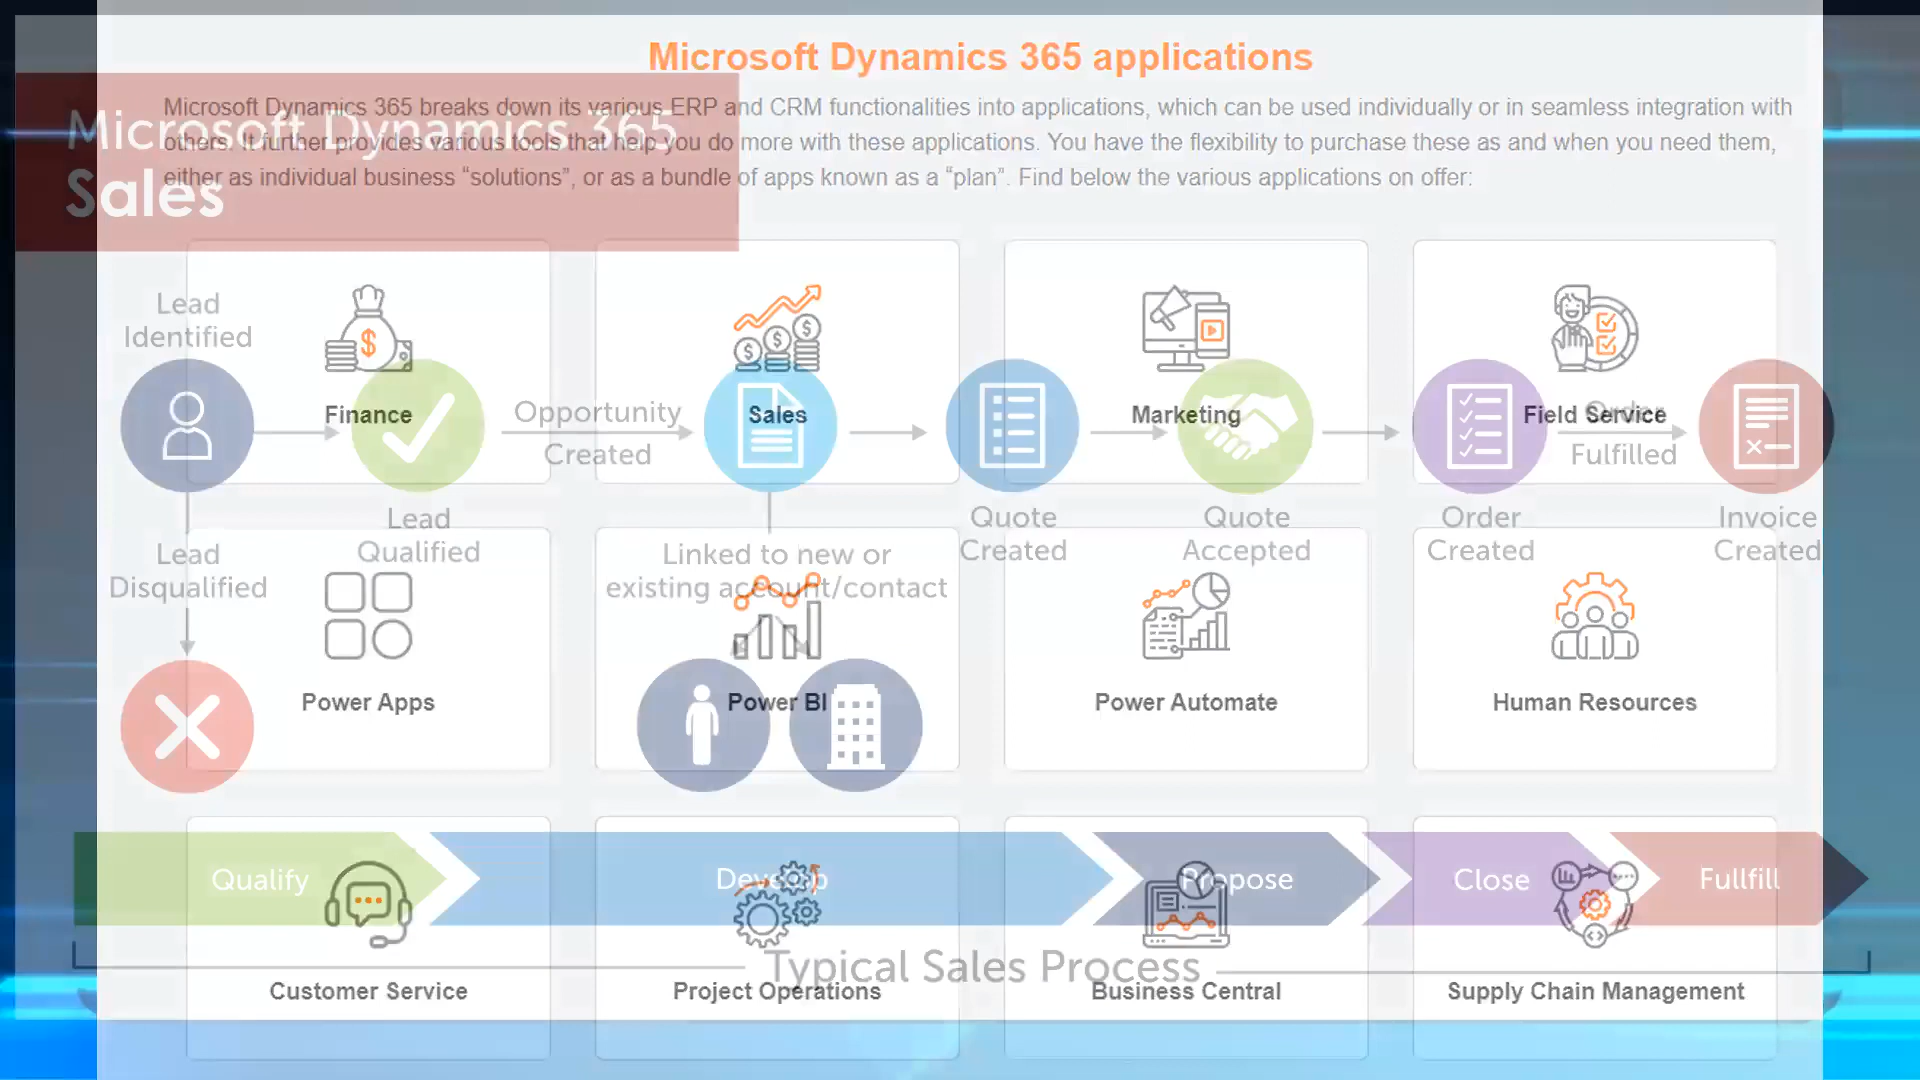 Microsoft Dynamics 365 applications
Microsoft Dynamics 365 breaks down its various ERP and CRM functionalities into applications, which can be used individually or in seamless integration with
others. It further provides various tools that help you do more with these applications. You have the flexibility to purchase these as and when you need them,
either as individual business “solutions”, or as a bundle of apps known as a “plan”. Find below the various applications on offer:
Microsoft Dynamics 365
Sales
Lead
Identified
Finance
Sales
Marketing
Field Service
Opportunity
Created
Order
Fulfilled
Lead
Qualified
Quote
Created
Quote
Accepted
Order
Created
Invoice
Created
Lead
Disqualified
Linked to new or
existing account/contact
Power Apps
Power BI
Power Automate
Human Resources
Qualify
Develop
Propose
Close
Fullfill
Typical Sales Process
Customer Service
Project Operations
Business Central
Supply Chain Management